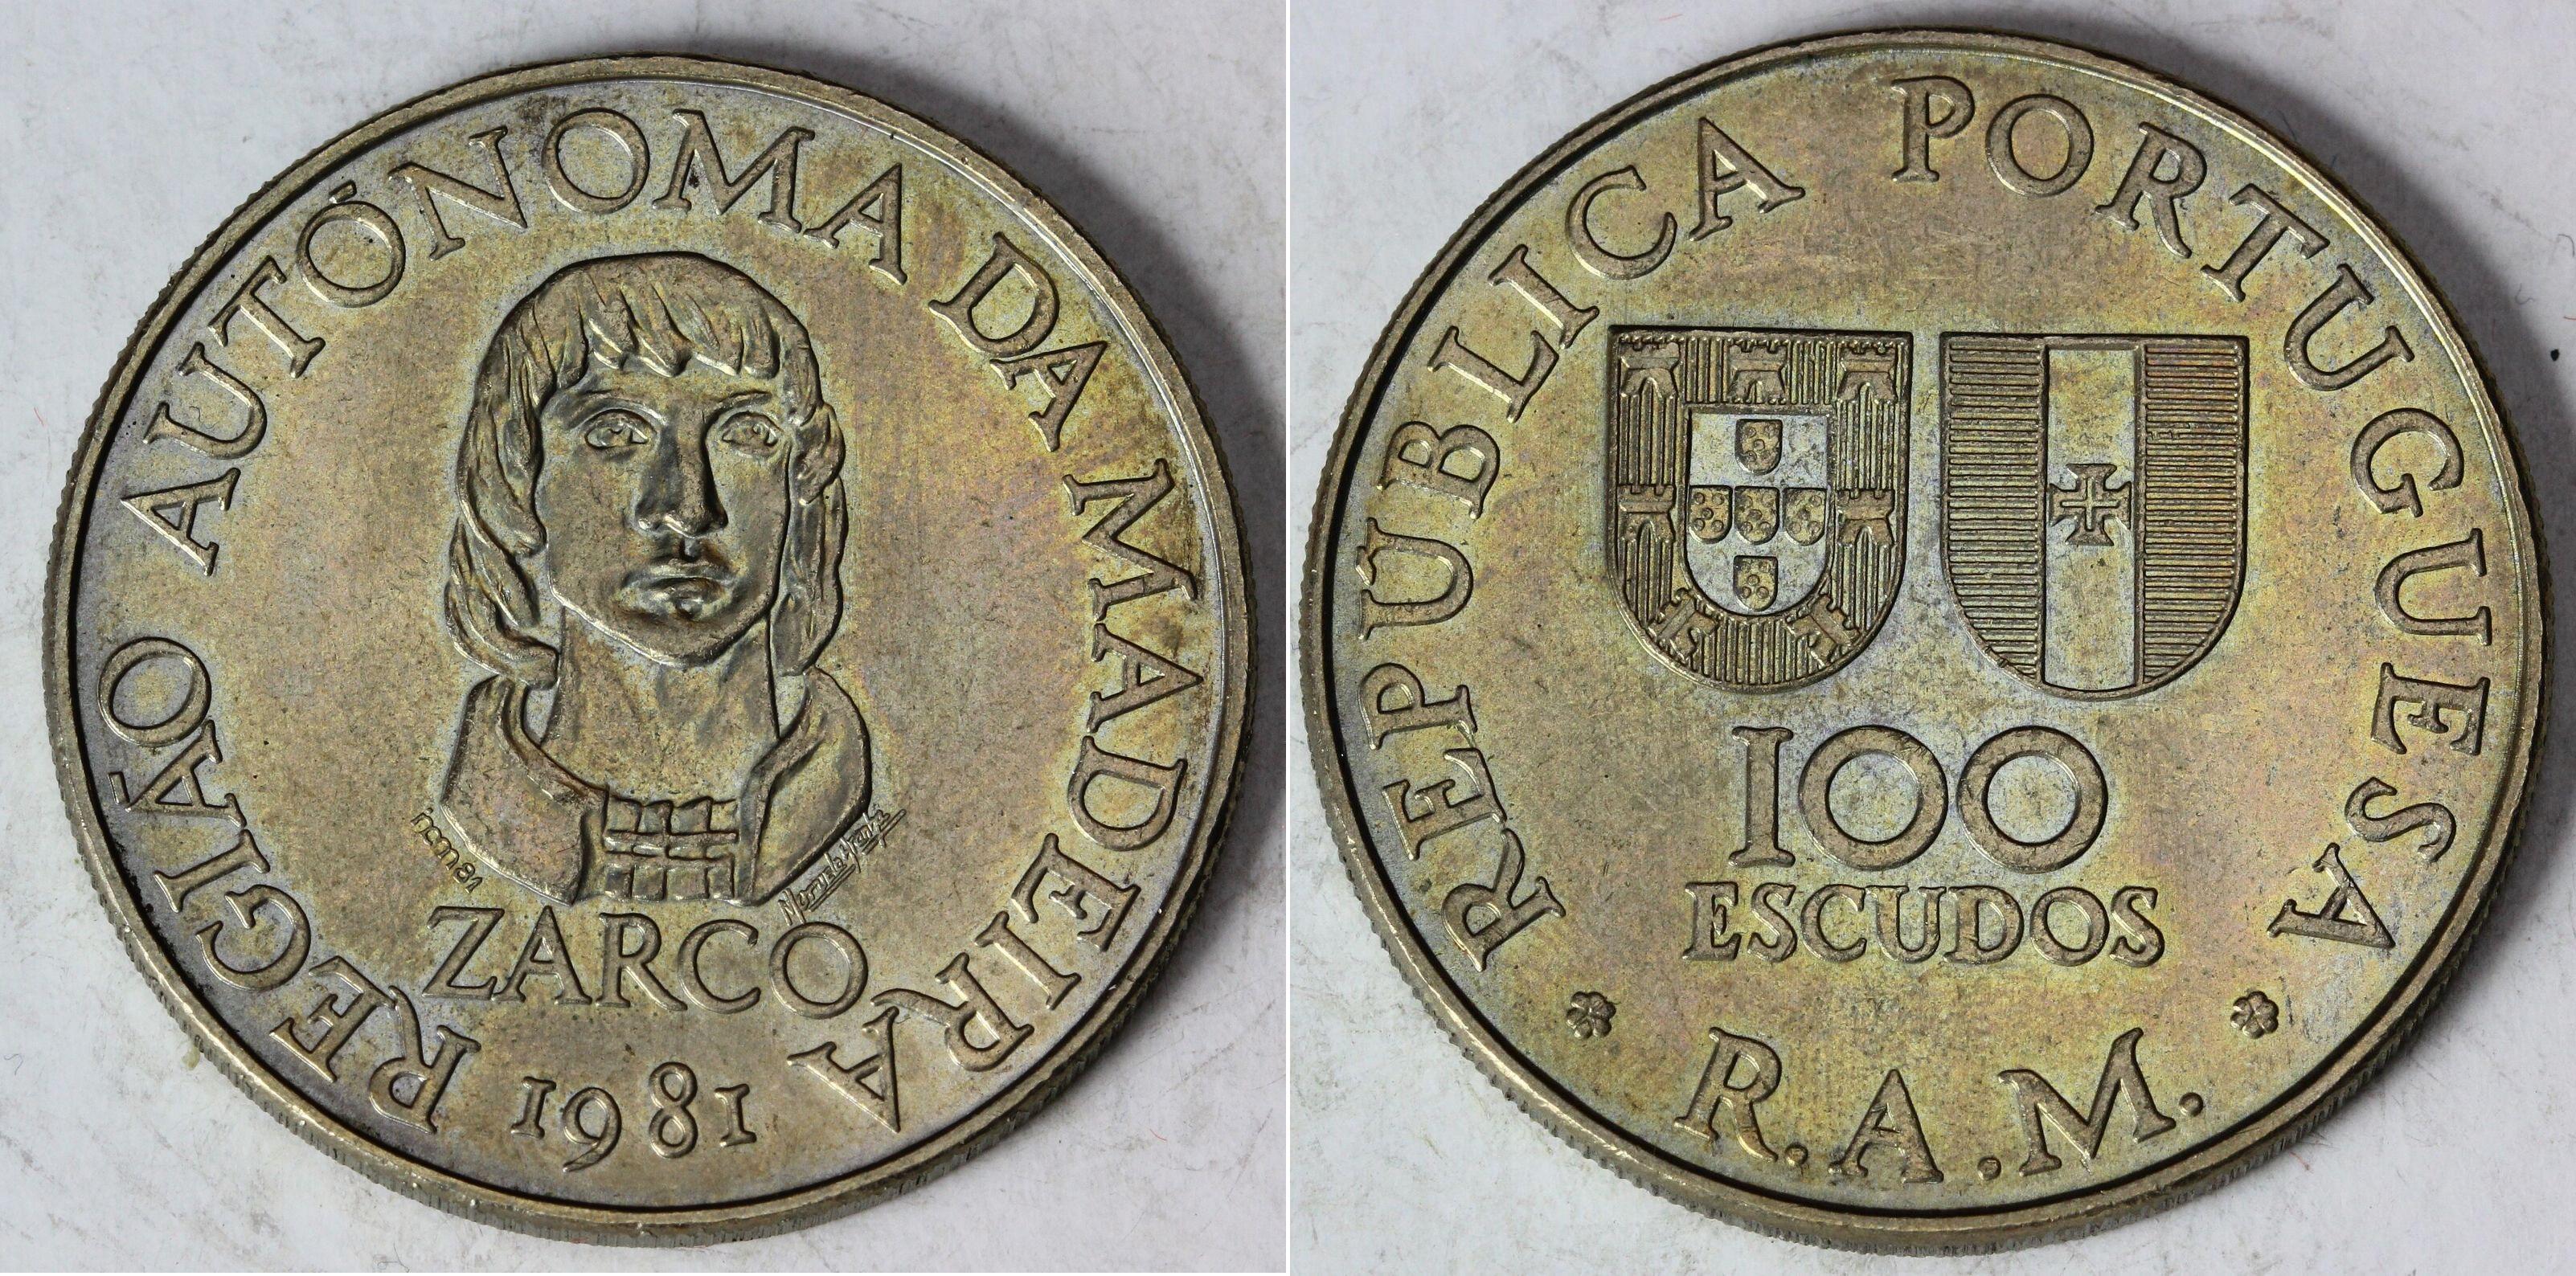 REGIÃO AUTÓNOMA DA MADEIRA
ZARCO
1981
REPÚBLICA PORTUGUESA
100
ESCUDOS
R.A.M.